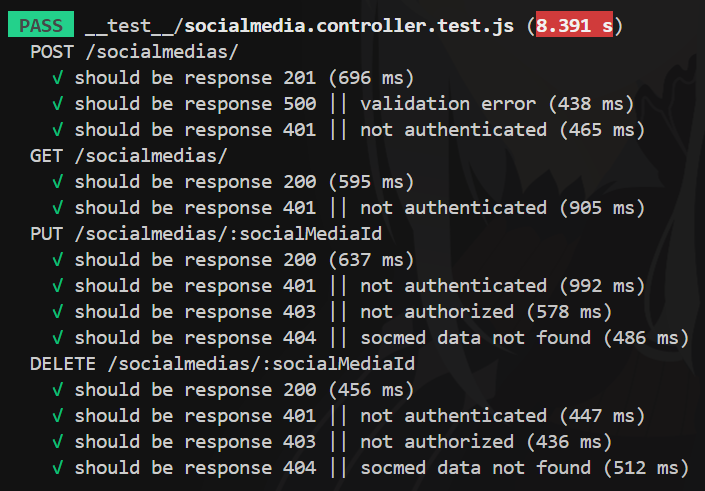 PASS __test__/socialmedia.controller.test.js (8.391 s)
POST /socialmedias/
√ should be response 201 (696 ms)
√ should be response 500 || validation error (438 ms)
√ should be response 401 || not authenticated (465 ms)
GET /socialmedias/
√ should be response 200 (595 ms)
√ should be response 401 || not authenticated (905 ms)
PUT /socialmedias/:socialMediaId
√ should be response 200 (637 ms)
√ should be response 401 || not authenticated (992 ms)
√ should be response 403 || not authorized (578 ms)
√ should be response 404 || socmed data not found (486 ms)
DELETE /socialmedias/:socialMediaId
√ should be response 200 (456 ms)
√ should be response 401 || not authenticated (447 ms)
√ should be response 403 || not authorized (436 ms)
√ should be response 404 || socmed data not found (512 ms)